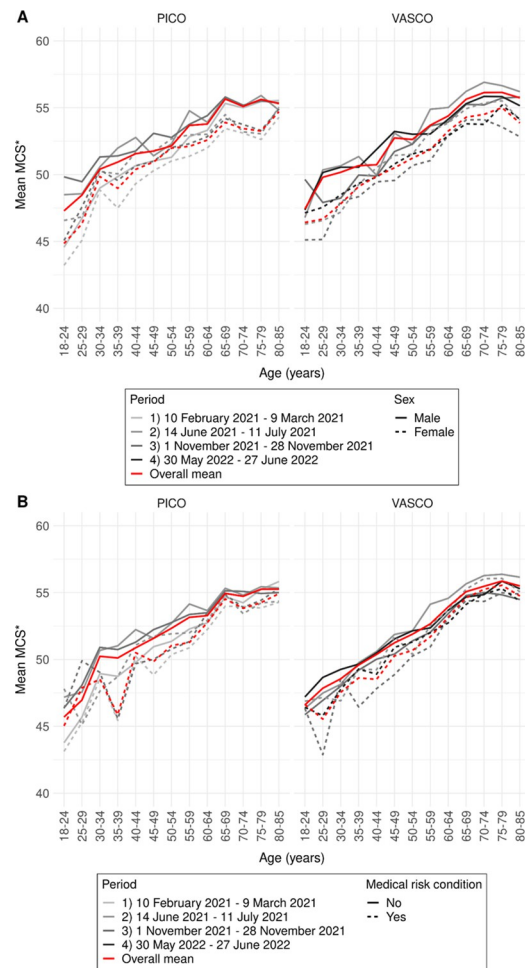 A
PICO
VASCO
60
55
50
45
40
Mean MCS*
18-24
25-29
30-34
35-39
40-44
45-49
50-54
55-59
60-64
65-69
70-74
75-79
80-85
18-24
25-29
30-34
35-39
40-44
45-49
50-54
55-59
60-64
65-69
70-74
75-79
80-85
Age (years)
Period
1) 10 February 2021 - 9 March 2021
2) 14 June 2021 - 11 July 2021
3) 1 November 2021 - 28 November 2021
4) 30 May 2022 - 27 June 2022
Overall mean
Sex
Male
Female
B
PICO
VASCO
60
55
50
45
40
Mean MCS*
18-24
25-29
30-34
35-39
40-44
45-49
50-54
55-59
60-64
65-69
70-74
75-79
80-85
18-24
25-29
30-34
35-39
40-44
45-49
50-54
55-59
60-64
65-69
70-74
75-79
80-85
Age (years)
Period
1) 10 February 2021 - 9 March 2021
2) 14 June 2021 - 11 July 2021
3) 1 November 2021 - 28 November 2021
4) 30 May 2022 - 27 June 2022
Overall mean
Medical risk condition
No
Yes